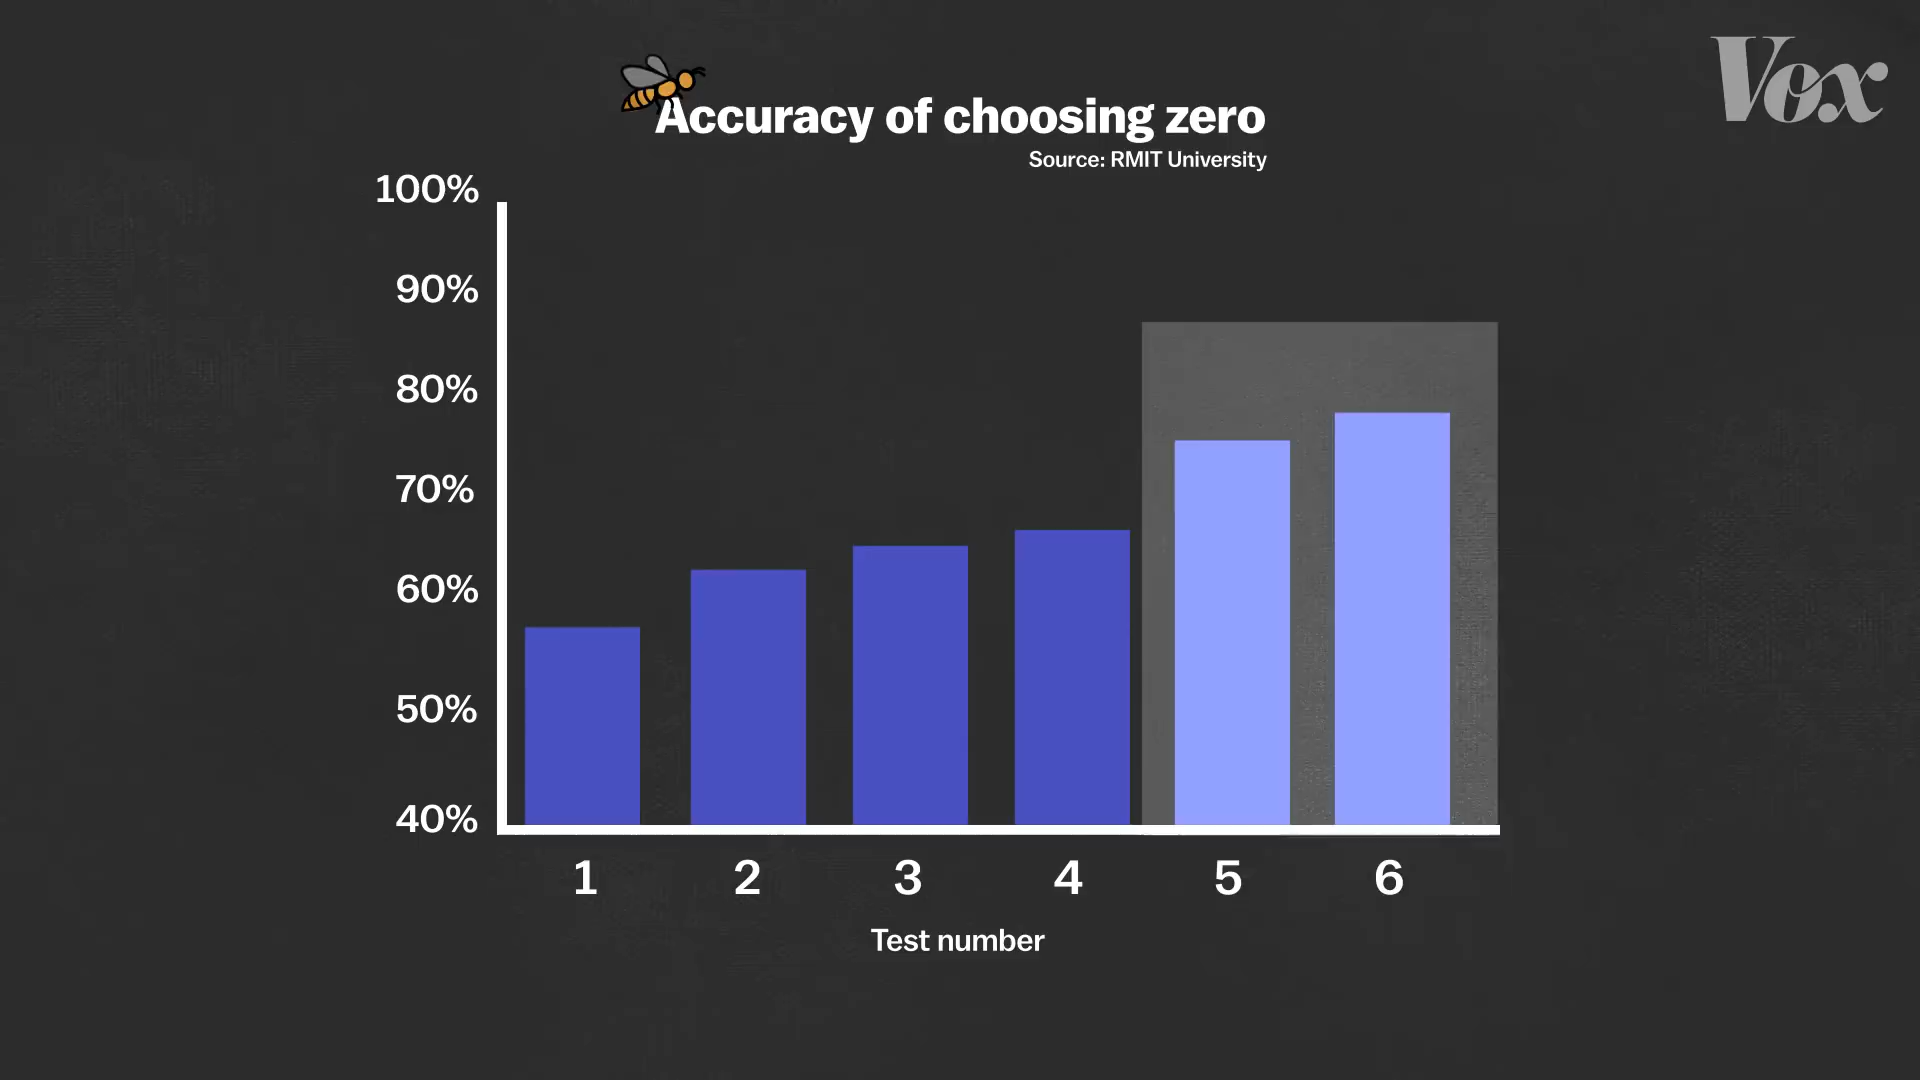 Vox
Accuracy of choosing zero
Source: RMIT University
100%
90%
80%
70%
60%
50%
40%
1 2 3 4 5 6
Test number